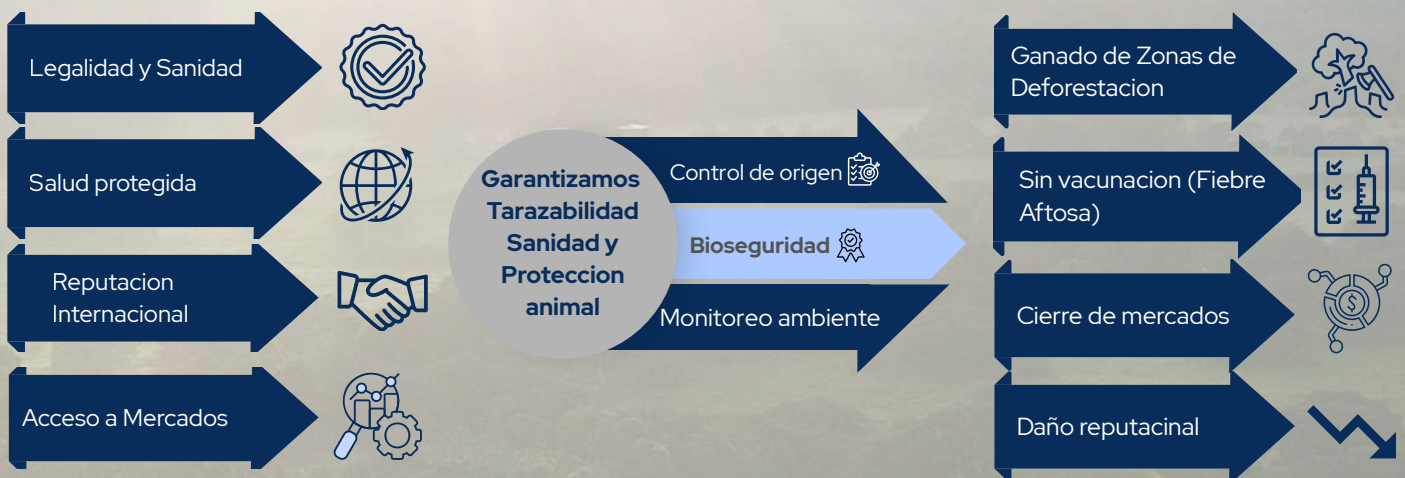 Legalidad y Sanidad
Salud protegida
Reputacion
Internacional
Acceso a Mercados
Garantizamos
Tarazabilidad
Sanidad y
Proteccion
animal
Control de origen
Bioseguridad
Monitoreo ambiente
Ganado de Zonas de
Deforestacion
Sin vacunacion (Fiebre
Aftosa)
Cierre de mercados
Daño reputacinal